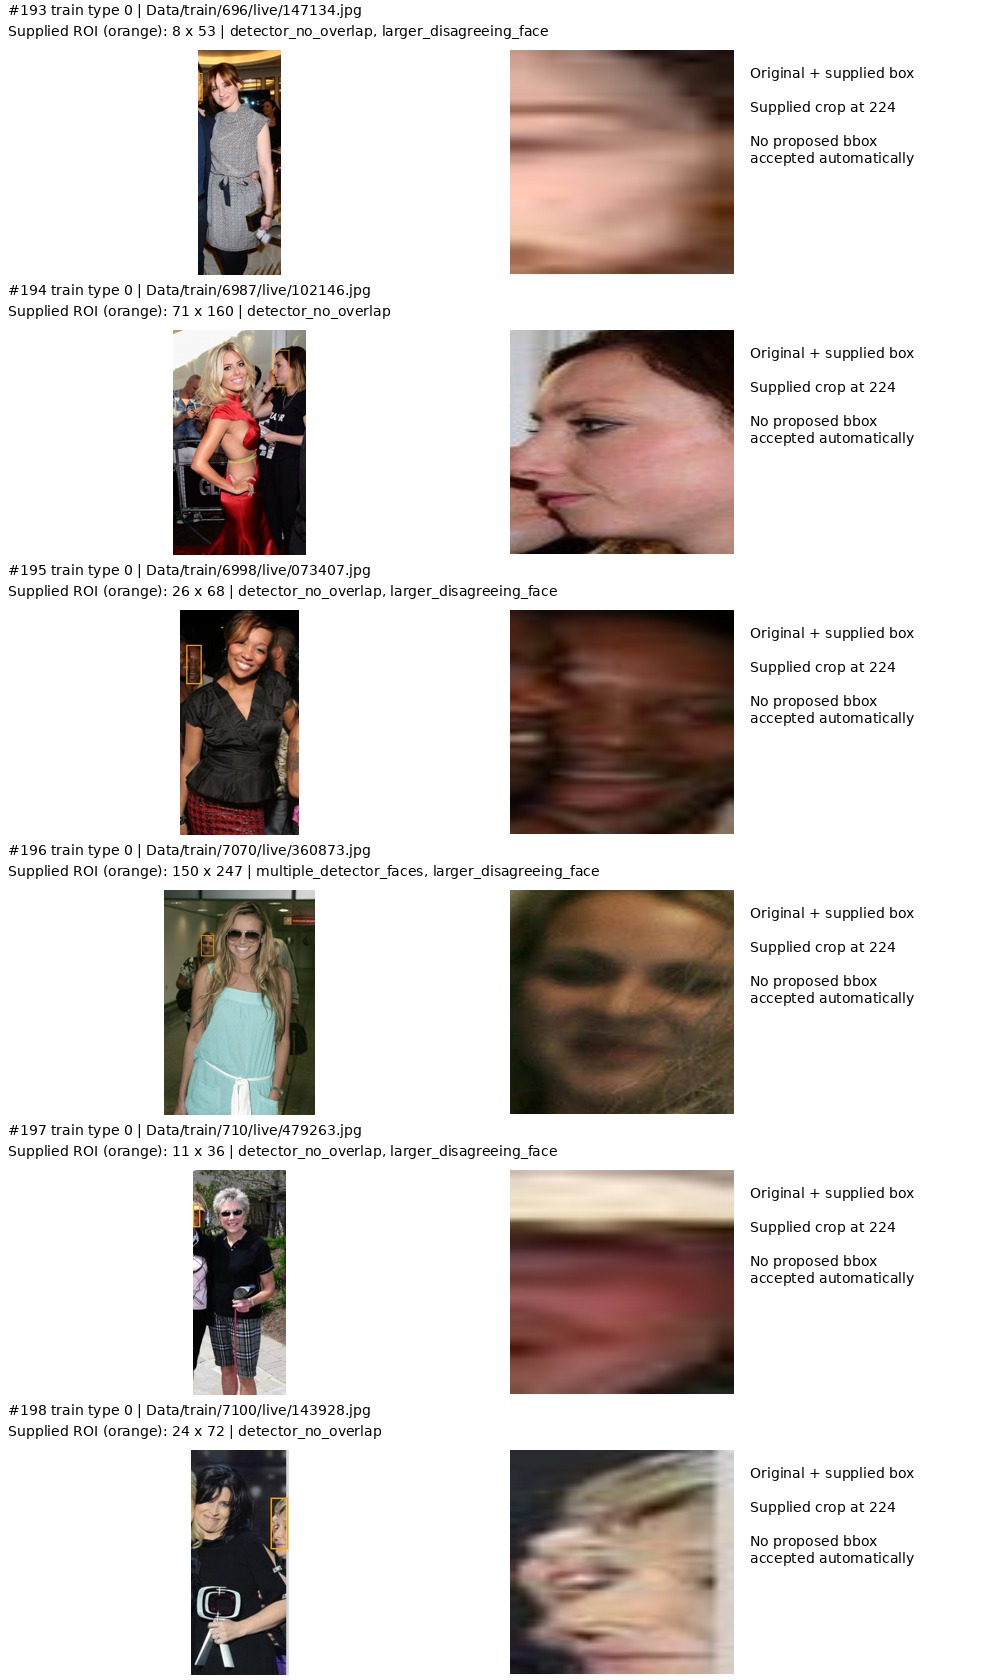 #193 train type 0 | Data/train/696/live/147134.jpg
Supplied ROI (orange): 8 x 53 | detector_no_overlap, larger_disagreeing_face
Original + supplied box
Supplied crop at 224
No proposed bbox
accepted automatically
#194 train type 0 | Data/train/6987/live/102146.jpg
Supplied ROI (orange): 71 x 160 | detector_no_overlap
Original + supplied box
Supplied crop at 224
No proposed bbox
accepted automatically
#195 train type 0 | Data/train/6998/live/073407.jpg
Supplied ROI (orange): 26 x 68 | detector_no_overlap, larger_disagreeing_face
Original + supplied box
Supplied crop at 224
No proposed bbox
accepted automatically
#196 train type 0 | Data/train/7070/live/360873.jpg
Supplied ROI (orange): 150 x 247 | multiple_detector_faces, larger_disagreeing_face
Original + supplied box
Supplied crop at 224
No proposed bbox
accepted automatically
#197 train type 0 | Data/train/710/live/479263.jpg
Supplied ROI (orange): 11 x 36 | detector_no_overlap, larger_disagreeing_face
Original + supplied box
Supplied crop at 224
No proposed bbox
accepted automatically
#198 train type 0 | Data/train/7100/live/143928.jpg
Supplied ROI (orange): 24 x 72 | detector_no_overlap
Original + supplied box
Supplied crop at 224
No proposed bbox
accepted automatically